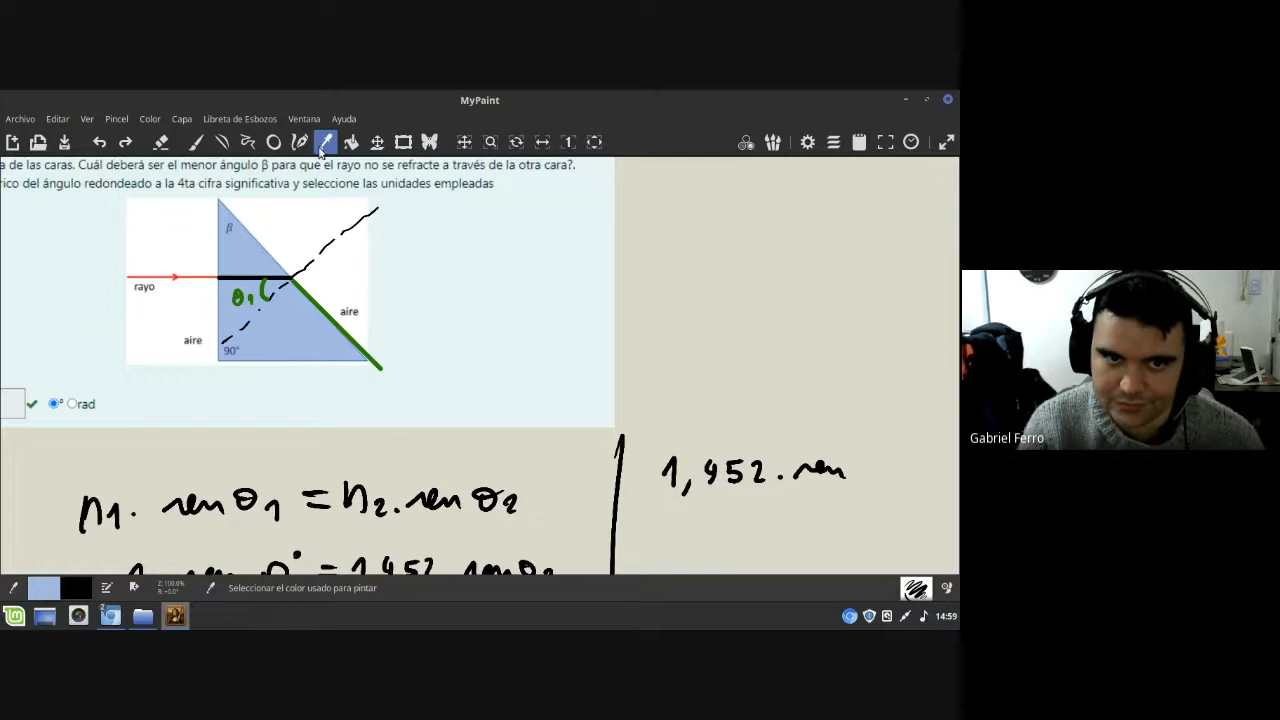 MyPaint
Archivo Editar Ver Pincel Color Capa Libreta de Esbozos Ventana Ayuda
a de las caras. Cuál deberá ser el menor ángulo β para que el rayo no se refracte a través de la otra cara?.
rico del ángulo redondeado a la 4ta cifra significativa y seleccione las unidades empleadas
β
rayo
θ1
aire
aire
90°
° rad
1,452. sen
n1. sen θ1 = n2. sen θ2
Seleccionar el color usado para pintar
14:59
Gabriel Ferro